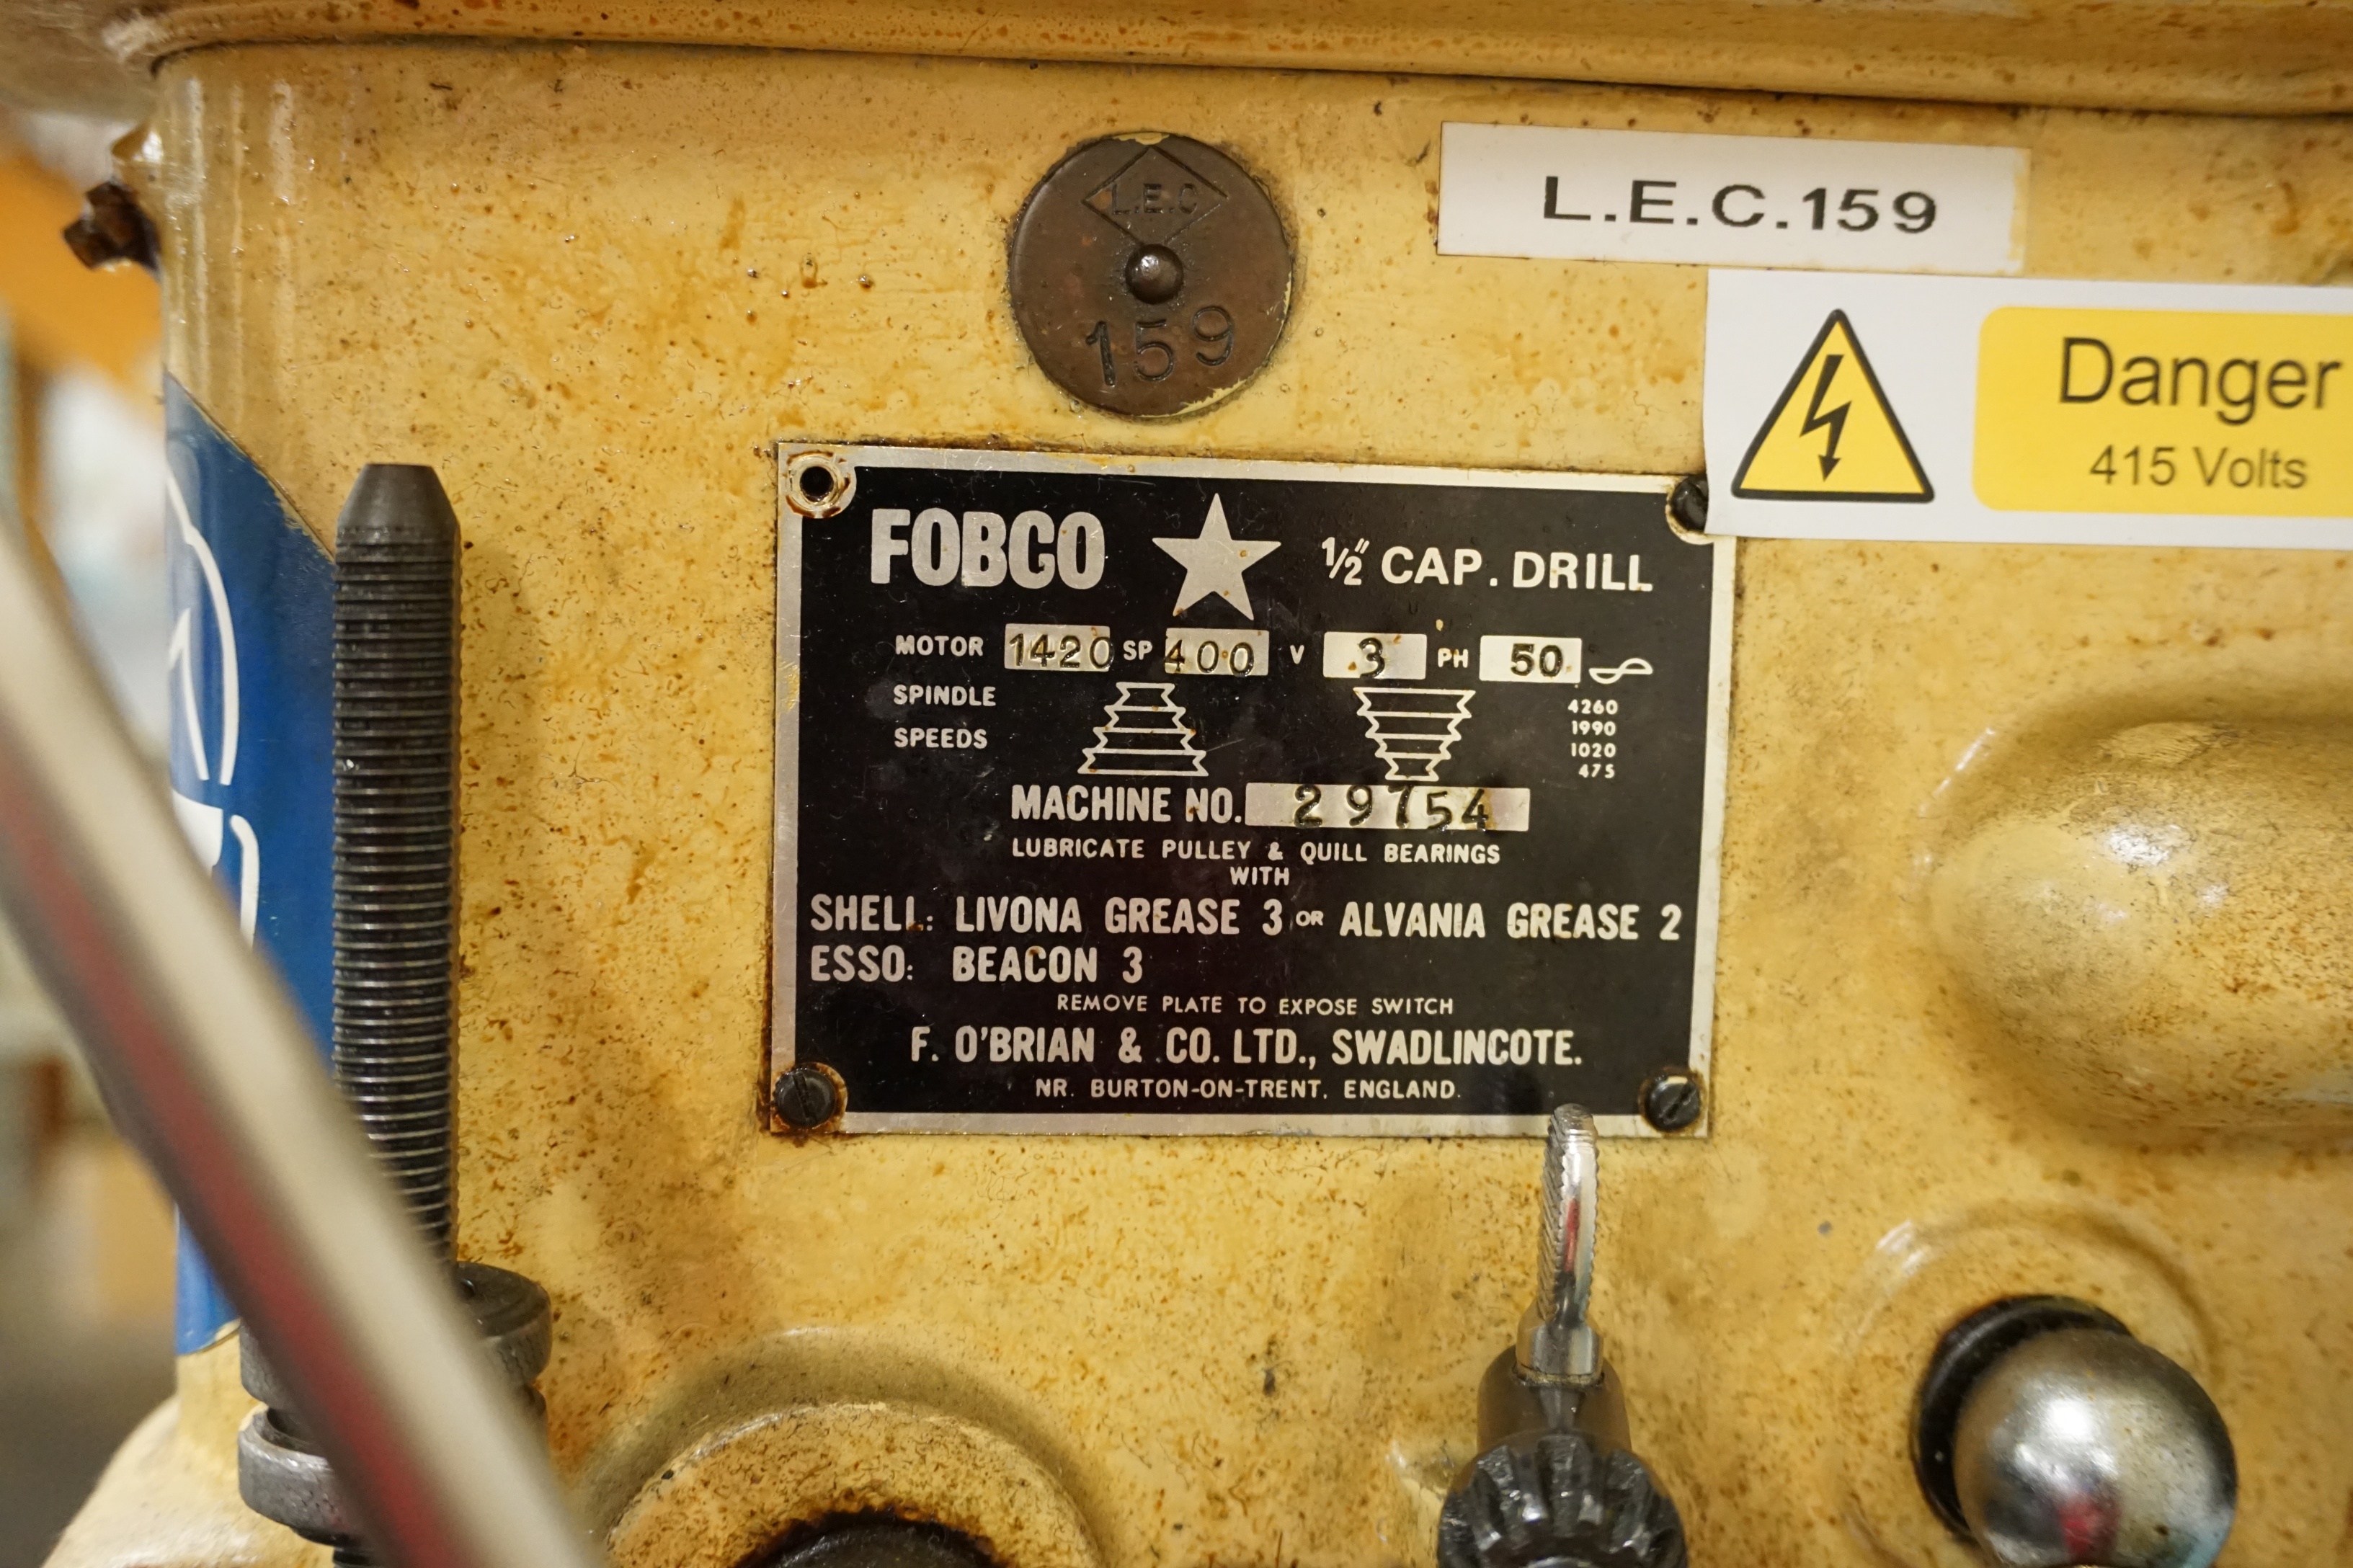 L.E.C
159
L.E.C.159
Danger
415 Volts
FOBCO ½" CAP. DRILL
MOTOR 1420 SP 400 V 3 PH 50
SPINDLE
SPEEDS
4260
1990
1020
475
MACHINE NO. 29754
LUBRICATE PULLEY & QUILL BEARINGS
WITH
SHELL: LIVONA GREASE 3 OR ALVANIA GREASE 2
ESSO: BEACON 3
REMOVE PLATE TO EXPOSE SWITCH
F. O'BRIAN & CO. LTD., SWADLINCOTE.
NR. BURTON-ON-TRENT. ENGLAND.